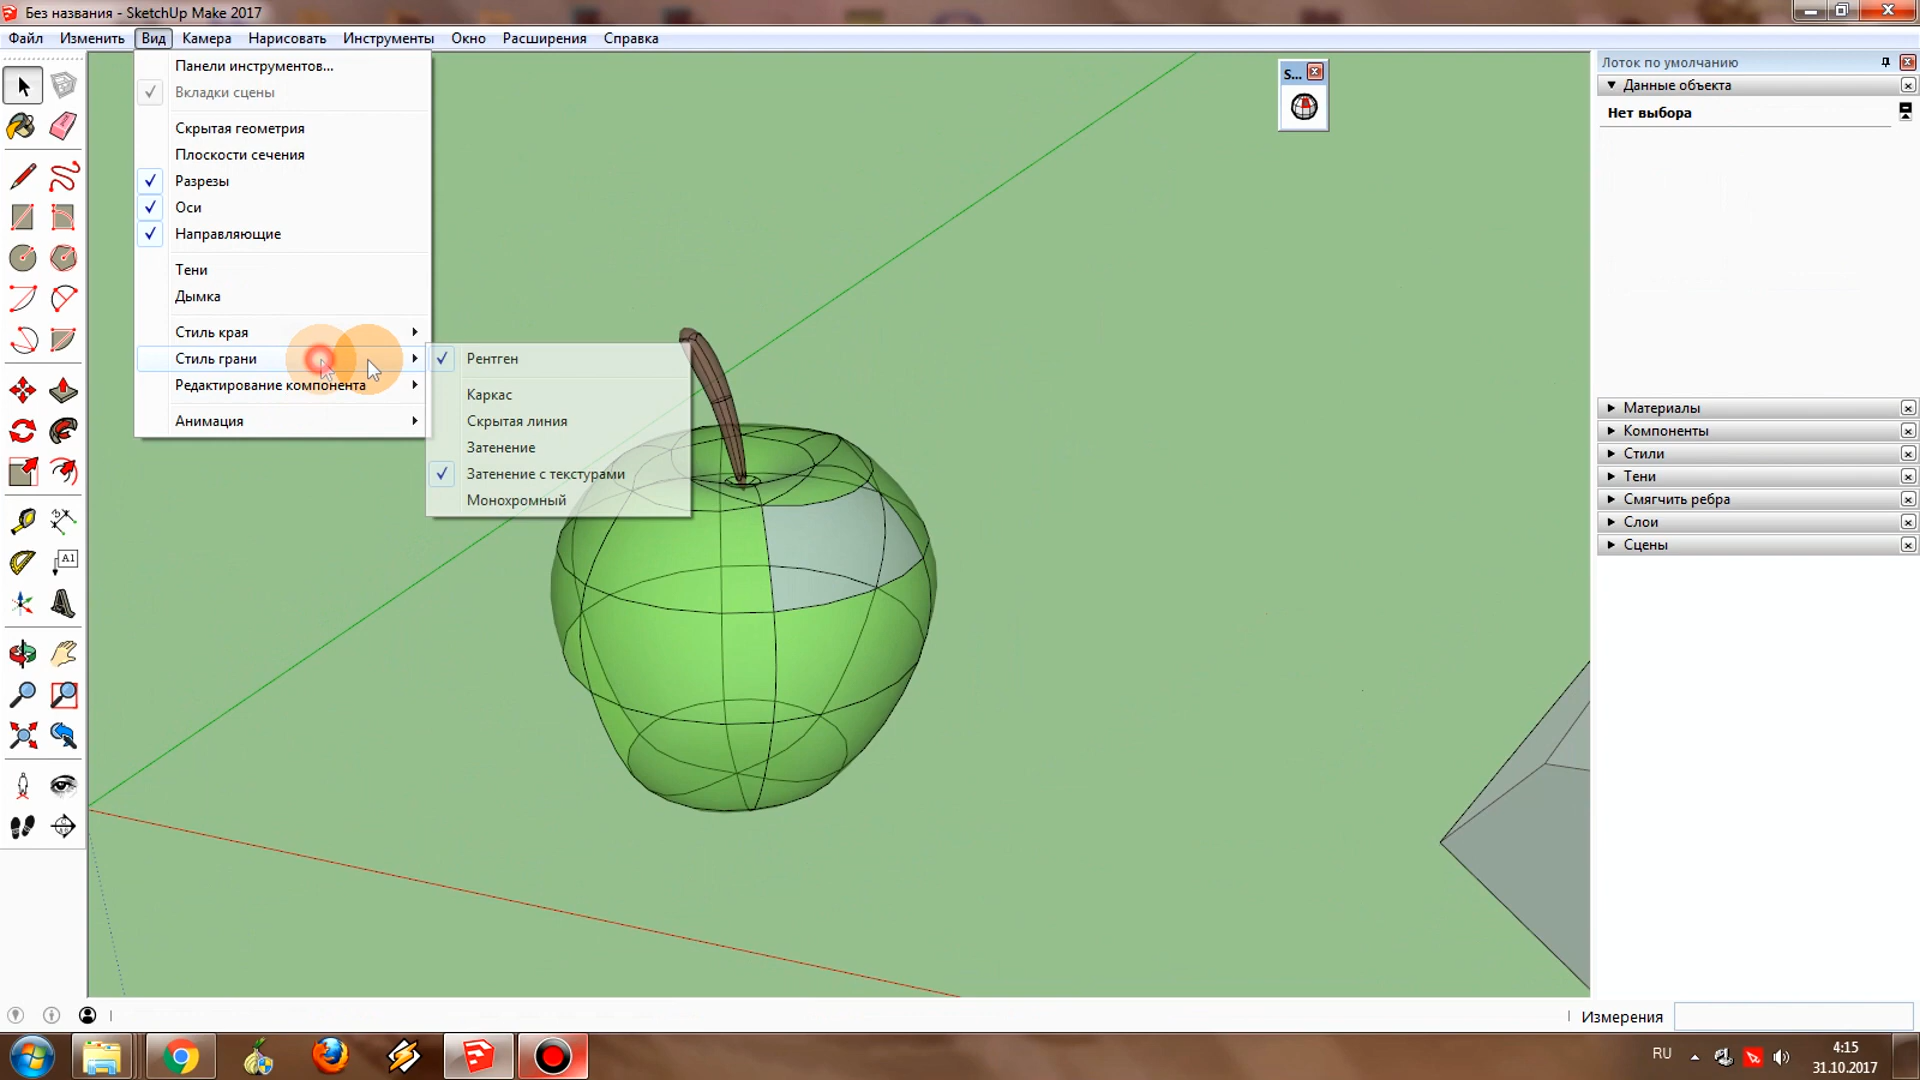 Без названия - SketchUp Make 2017
Файл Изменить Вид Камера Нарисовать Инструменты Окно Расширения Справка
Панели инструментов...
Вкладки сцены
Скрытая геометрия
Плоскости сечения
Разрезы
Оси
Направляющие
Тени
Дымка
Стиль края
Стиль грани
Редактирование компонента
Анимация
Рентген
Каркас
Скрытая линия
Затенение
Затенение с текстурами
Монохромный
S...
Лоток по умолчанию
Данные объекта
Нет выбора
Материалы
Компоненты
Стили
Тени
Смягчить ребра
Слои
Сцены
A1
Измерения
RU
4:15
31.10.2017